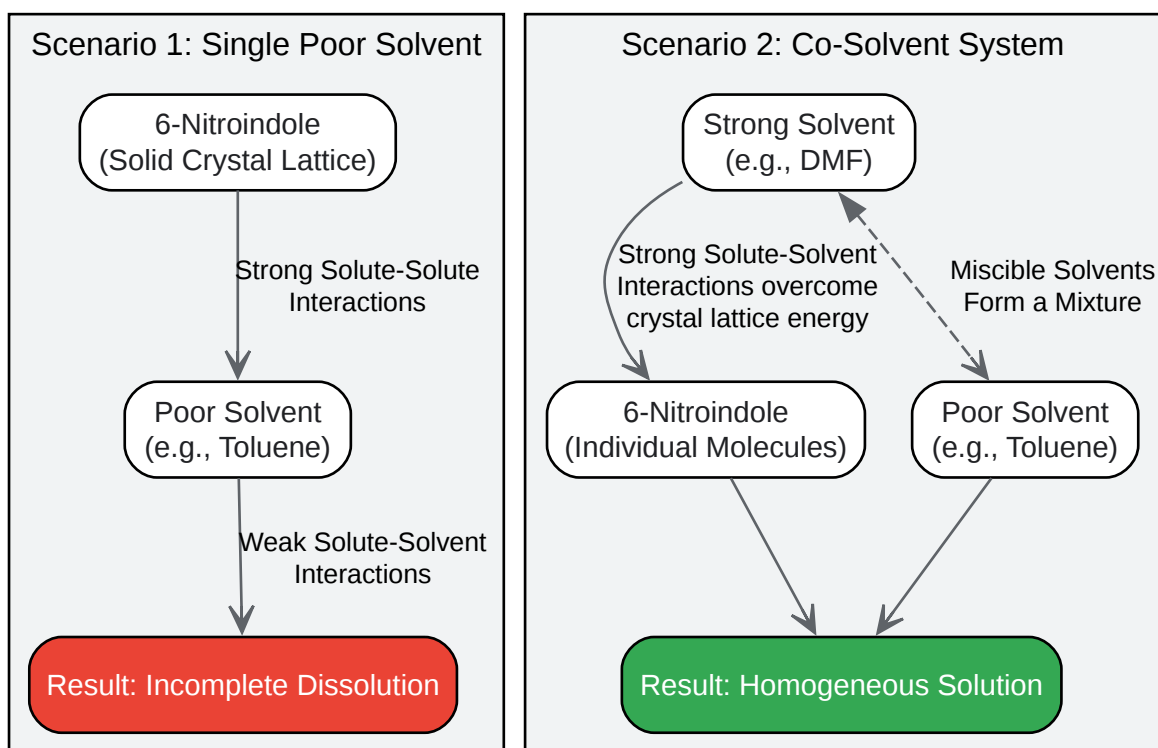 Scenario 1: Single Poor Solvent
6-Nitroindole
(Solid Crystal Lattice)
Strong Solute-Solute
Interactions
Poor Solvent
(e.g., Toluene)
Weak Solute-Solvent
Interactions
Result: Incomplete Dissolution
Scenario 2: Co-Solvent System
Strong Solvent
(e.g., DMF)
Strong Solute-Solvent
Interactions overcome
crystal lattice energy
Miscible Solvents
Form a Mixture
6-Nitroindole
(Individual Molecules)
Poor Solvent
(e.g., Toluene)
Result: Homogeneous Solution